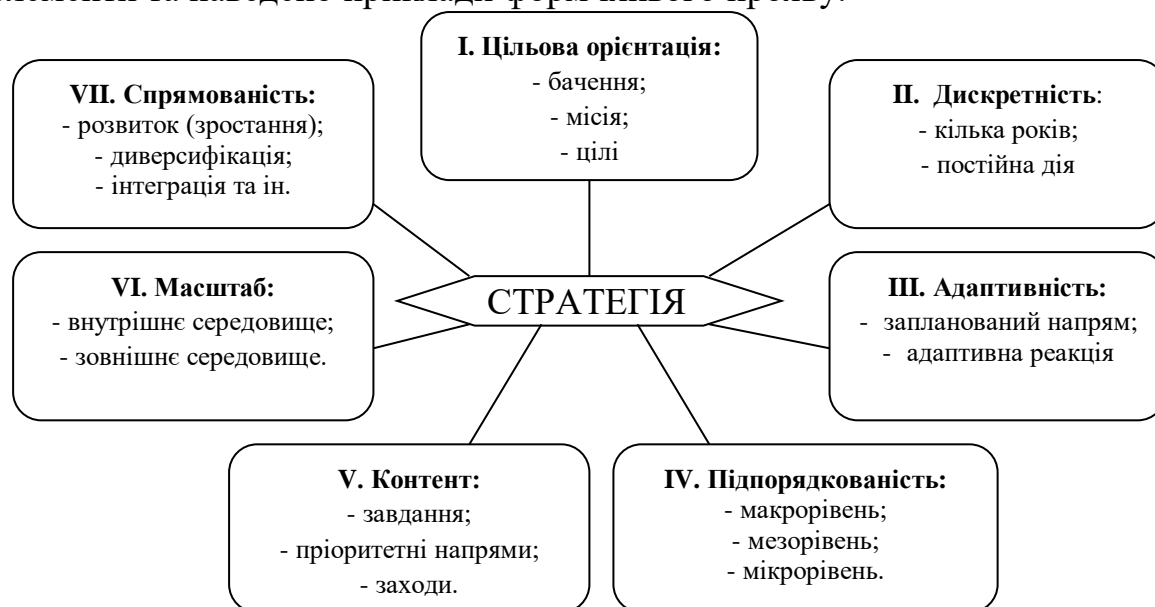 I. Цільова орієнтація:
- бачення;
- місія;
- цілі
VII. Спрямованість:
- розвиток (зростання);
- диверсифікація;
- інтеграція та ін.
II. Дискретність:
- кілька років;
- постійна дія
СТРАТЕГІЯ
VI. Масштаб:
- внутрішнє середовище;
- зовнішнє середовище.
III. Адаптивність:
- запланований напрям;
- адаптивна реакція
V. Контент:
- завдання;
- пріоритетні напрями;
- заходи.
IV. Підпорядкованість:
- макрорівень;
- мезорівень;
- мікрорівень.